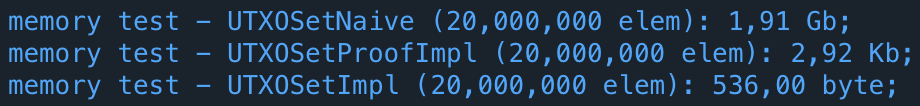 memory test - UTXOSetNaive (20,000,000 elem): 1,91 Gb;
memory test - UTXOSetProofImpl (20,000,000 elem): 2,92 Kb;
memory test - UTXOSetImpl (20,000,000 elem): 536,00 byte;